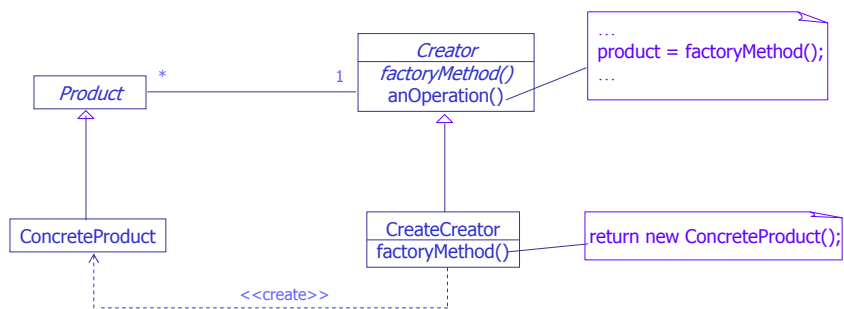 Creator
factoryMethod()
anOperation()
…
product = factoryMethod();
…
Product
*
1
ConcreteProduct
CreateCreator
factoryMethod()
return new ConcreteProduct();
<<create>>